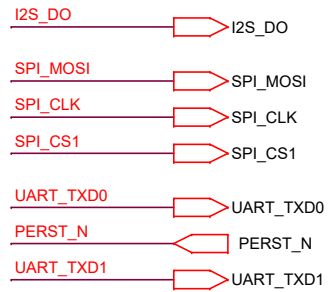 I2S_DO
I2S_DO
SPI_MOSI
SPI_MOSI
SPI_CLK
SPI_CLK
SPI_CS1
SPI_CS1
UART_TXD0
UART_TXD0
PERST_N
PERST_N
UART_TXD1
UART_TXD1